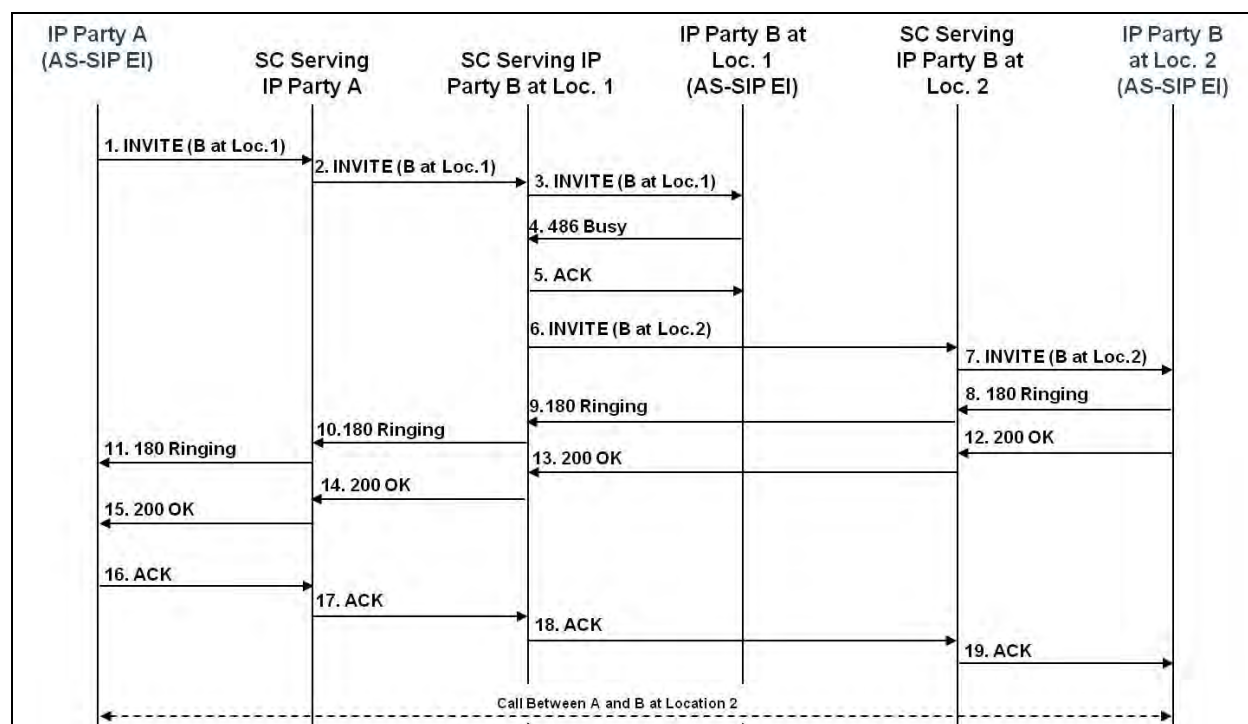 IP Party A
(AS-SIP EI)
SC Serving
IP Party A
SC Serving IP
Party B at Loc. 1
IP Party B at
Loc. 1
(AS-SIP EI)
SC Serving
IP Party B at
Loc. 2
IP Party B
at Loc. 2
(AS-SIP EI)
1. INVITE (B at Loc.1)
2. INVITE (B at Loc.1)
3. INVITE (B at Loc.1)
4. 486 Busy
5. ACK
6. INVITE (B at Loc.2)
7. INVITE (B at Loc.2)
8. 180 Ringing
9.180 Ringing
10.180 Ringing
11. 180 Ringing
12. 200 OK
13. 200 OK
14. 200 OK
15. 200 OK
16. ACK
17. ACK
18. ACK
19. ACK
Call Between A and B at Location 2